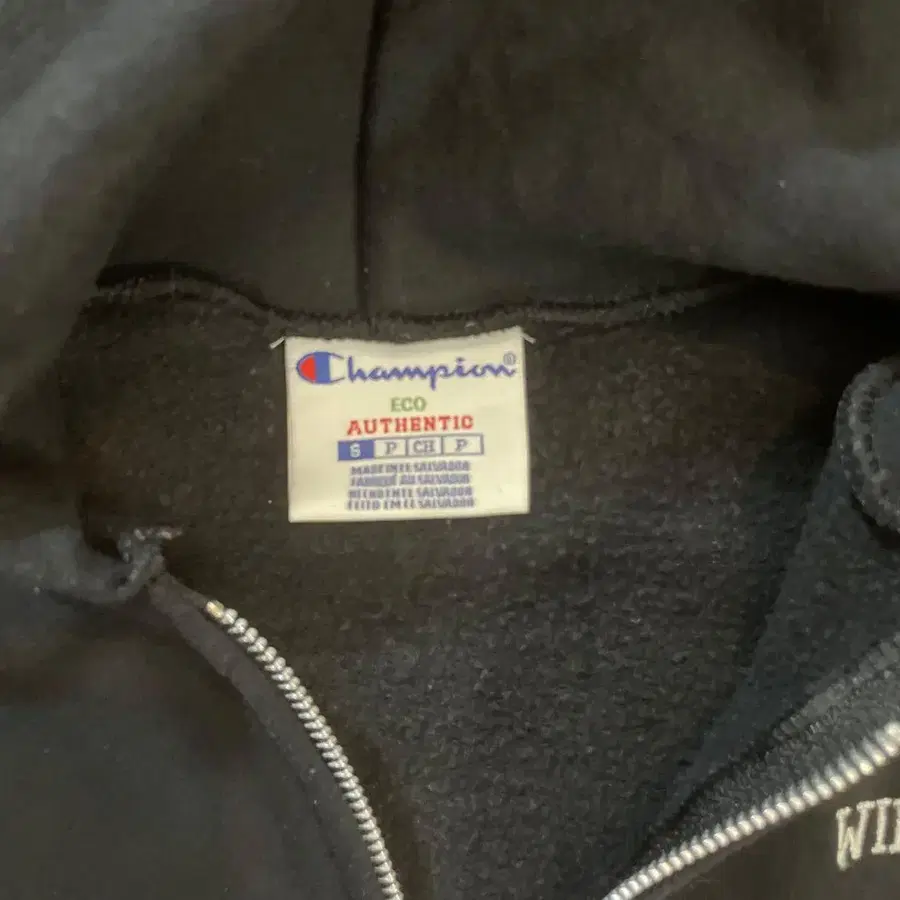 Champion®
ECO
AUTHENTIC
S P CH P
MADE IN EL SALVADOR
FABRIQUÉ AU SALVADOR
HECHO EN EL SALVADOR
FEITO EM EL SALVADOR